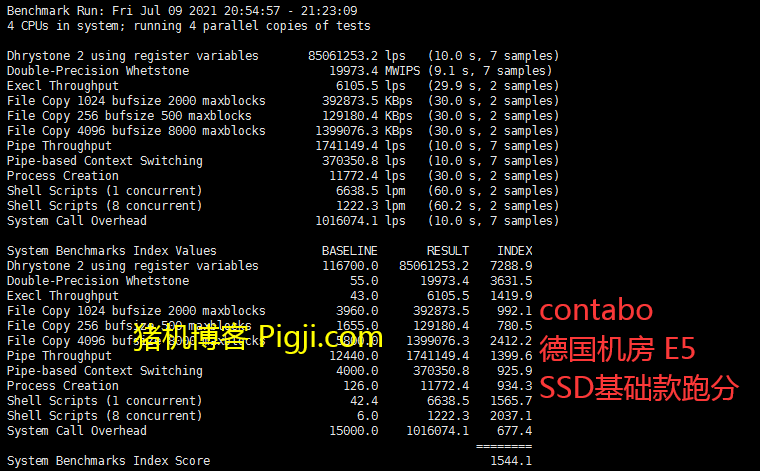 Benchmark Run: Fri Jul 09 2021 20:54:57 - 21:23:09
4 CPUs in system; running 4 parallel copies of tests
Dhrystone 2 using register variables 85061253.2 lps (10.0 s, 7 samples)
Double-Precision Whetstone 19973.4 MWIPS (9.1 s, 7 samples)
Execl Throughput 6105.5 lps (29.9 s, 2 samples)
File Copy 1024 bufsize 2000 maxblocks 392873.5 KBps (30.0 s, 2 samples)
File Copy 256 bufsize 500 maxblocks 129180.4 KBps (30.0 s, 2 samples)
File Copy 4096 bufsize 8000 maxblocks 1399076.3 KBps (30.0 s, 2 samples)
Pipe Throughput 1741149.4 lps (10.0 s, 7 samples)
Pipe-based Context Switching 370350.8 lps (10.0 s, 7 samples)
Process Creation 11772.4 lps (30.0 s, 2 samples)
Shell Scripts (1 concurrent) 6638.5 lpm (60.0 s, 2 samples)
Shell Scripts (8 concurrent) 1222.3 lpm (60.2 s, 2 samples)
System Call Overhead 1016074.1 lps (10.0 s, 7 samples)
System Benchmarks Index Values BASELINE RESULT INDEX
Dhrystone 2 using register variables 116700.0 85061253.2 7288.9
Double-Precision Whetstone 55.0 19973.4 3631.5
Execl Throughput 43.0 6105.5 1419.9
File Copy 1024 bufsize 2000 maxblocks 3960.0 392873.5 992.1
File Copy 256 bufsize 500 maxblocks 1655.0 129180.4 780.5
File Copy 4096 bufsize 8000 maxblocks 5800.0 1399076.3 2412.2
Pipe Throughput 12440.0 1741149.4 1399.6
Pipe-based Context Switching 4000.0 370350.8 925.9
Process Creation 126.0 11772.4 934.3
Shell Scripts (1 concurrent) 42.4 6638.5 1565.7
Shell Scripts (8 concurrent) 6.0 1222.3 2037.1
System Call Overhead 15000.0 1016074.1 677.4
========
System Benchmarks Index Score 1544.1
猪机博客 Pigji.com
contabo
德国机房 E5
SSD基础款跑分